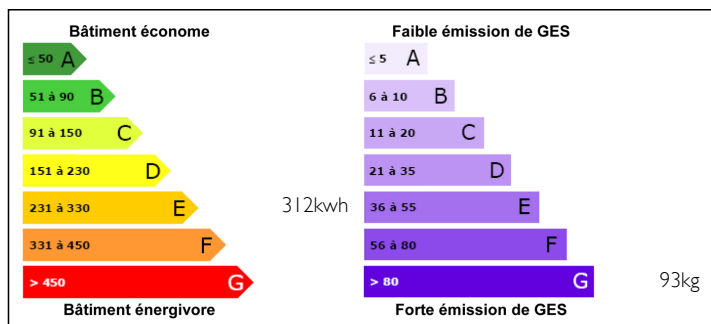 Bâtiment économe
≤ 50 A
51 à 90 B
91 à 150 C
151 à 230 D
231 à 330 E
331 à 450 F
> 450 G
Bâtiment énergivore
312kwh
Faible émission de GES
≤ 5 A
6 à 10 B
11 à 20 C
21 à 35 D
36 à 55 E
56 à 80 F
> 80 G
Forte émission de GES
93kg